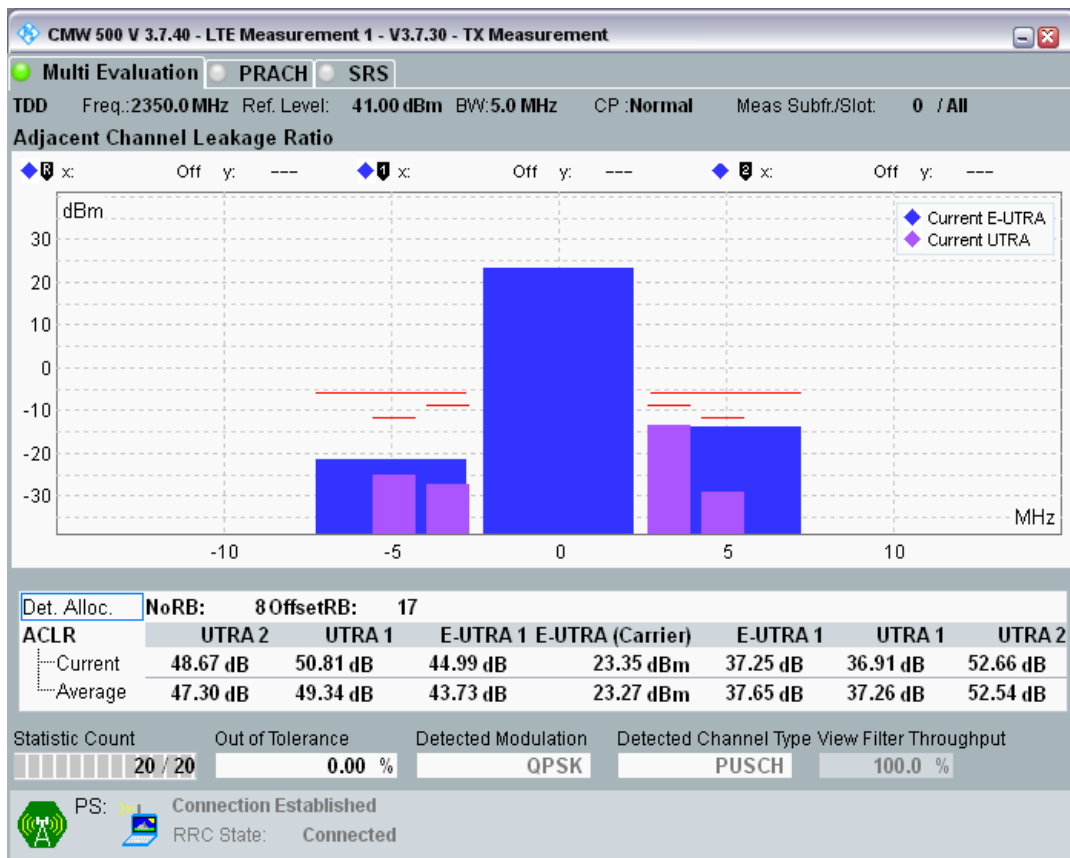 CMW 500 V 3.7.40 - LTE Measurement 1 - V3.7.30 - TX Measurement
Multi Evaluation PRACH SRS
TDD Freq.:2350.0 MHz Ref. Level: 41.00 dBm BW:5.0 MHz CP :Normal Meas Subfr./Slot: 0 / All
Adjacent Channel Leakage Ratio
R x: Off y: --- 1 x: Off y: --- 2 x: Off y: ---
dBm
Current E-UTRA
Current UTRA
30
20
10
0
-10
-20
-30
MHz
-10 -5 0 5 10
Det. Alloc. NoRB: 8 OffsetRB: 17
ACLR UTRA 2 UTRA 1 E-UTRA 1 E-UTRA (Carrier) E-UTRA 1 UTRA 1 UTRA 2
Current 48.67 dB 50.81 dB 44.99 dB 23.35 dBm 37.25 dB 36.91 dB 52.66 dB
Average 47.30 dB 49.34 dB 43.73 dB 23.27 dBm 37.65 dB 37.26 dB 52.54 dB
Statistic Count Out of Tolerance Detected Modulation Detected Channel Type View Filter Throughput
20 / 20 0.00 % QPSK PUSCH 100.0 %
PS: Connection Established
RRC State: Connected